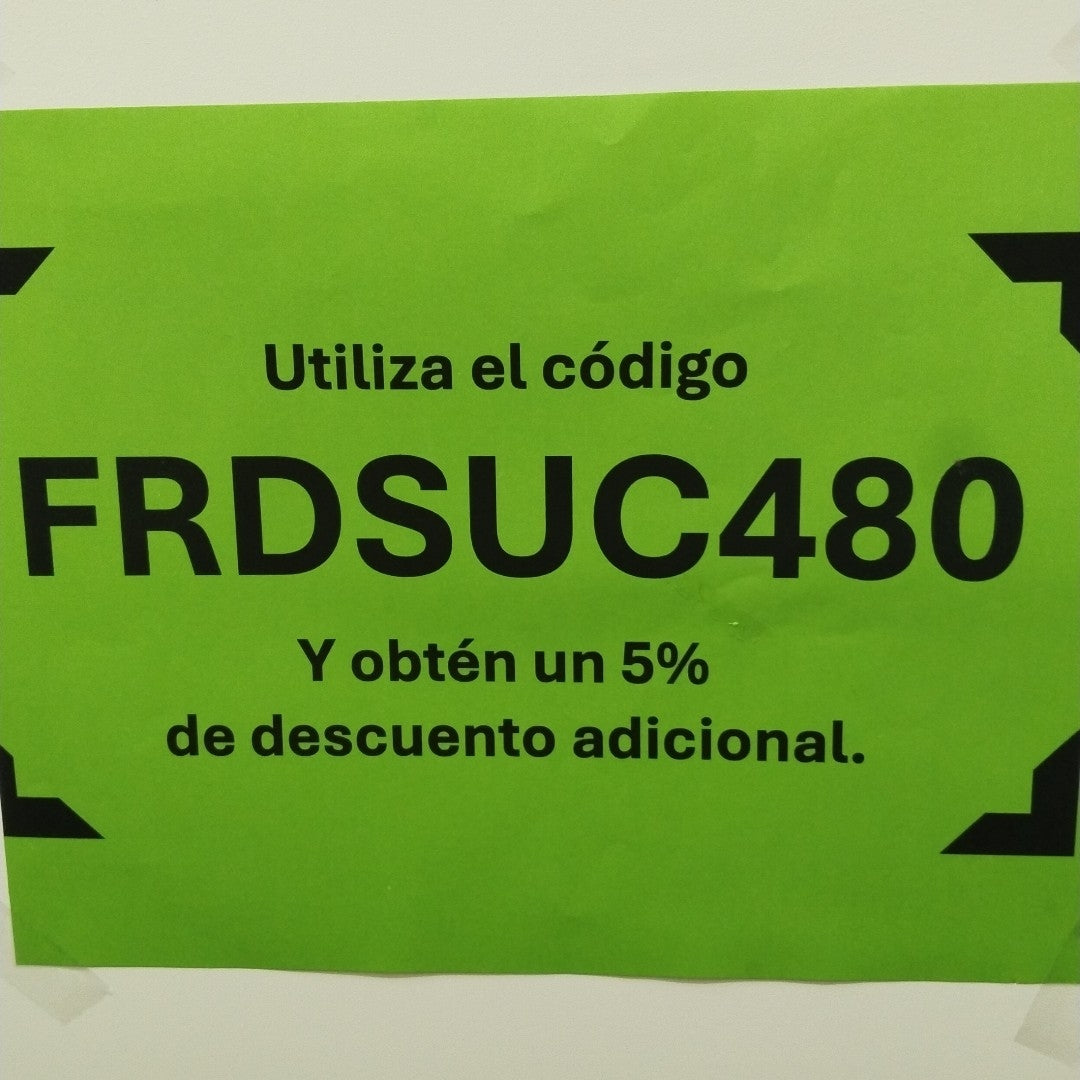 Utiliza el código
FRDSUC480
Y obtén un 5%
de descuento adicional.